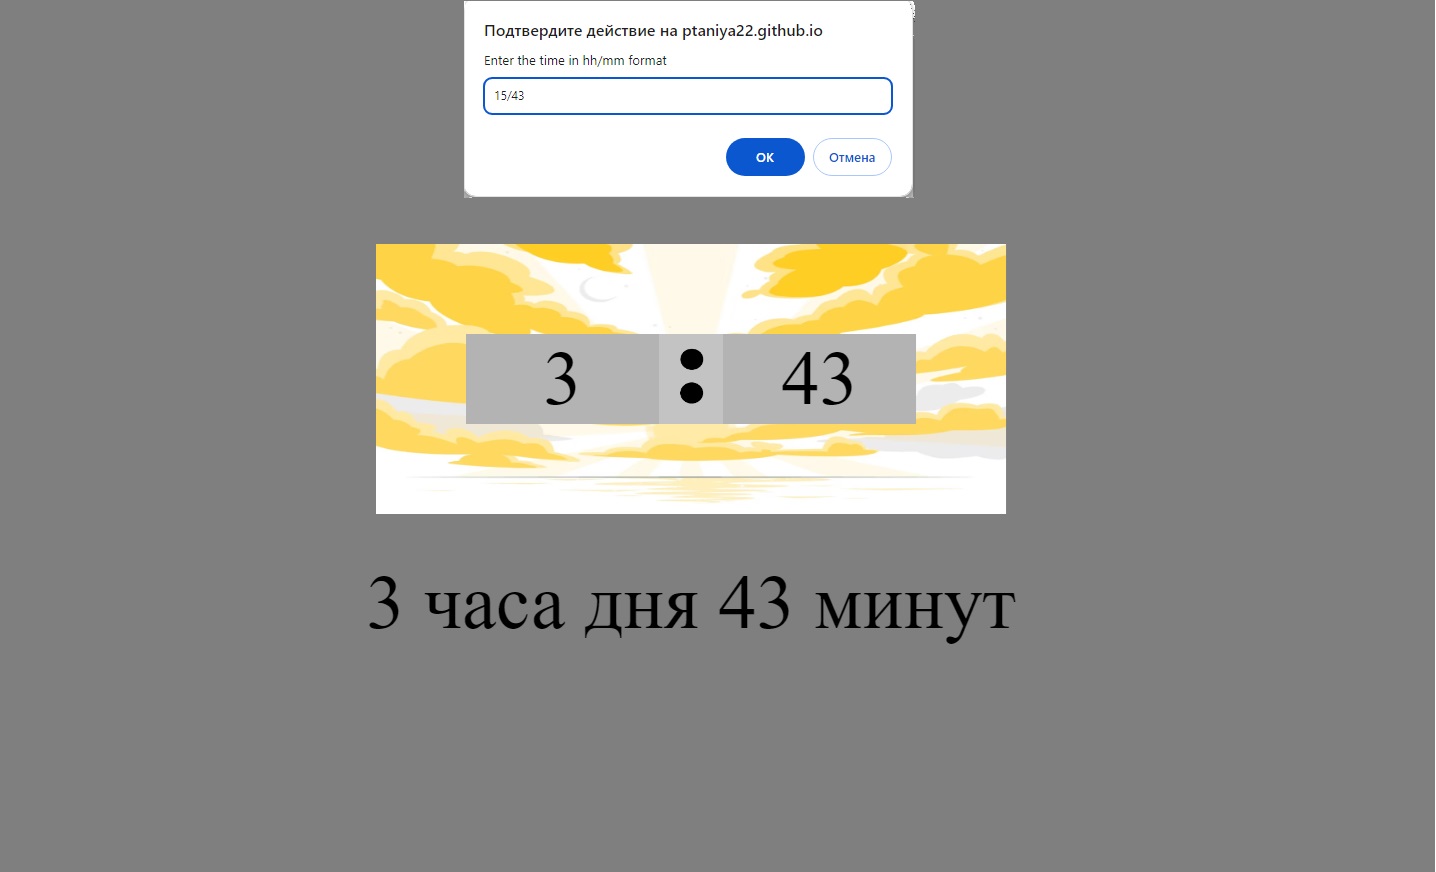 Подтвердите действие на ptaniya22.github.io
Enter the time in hh/mm format
15/43
ОК Отмена
3 : 43
3 часа дня 43 минут